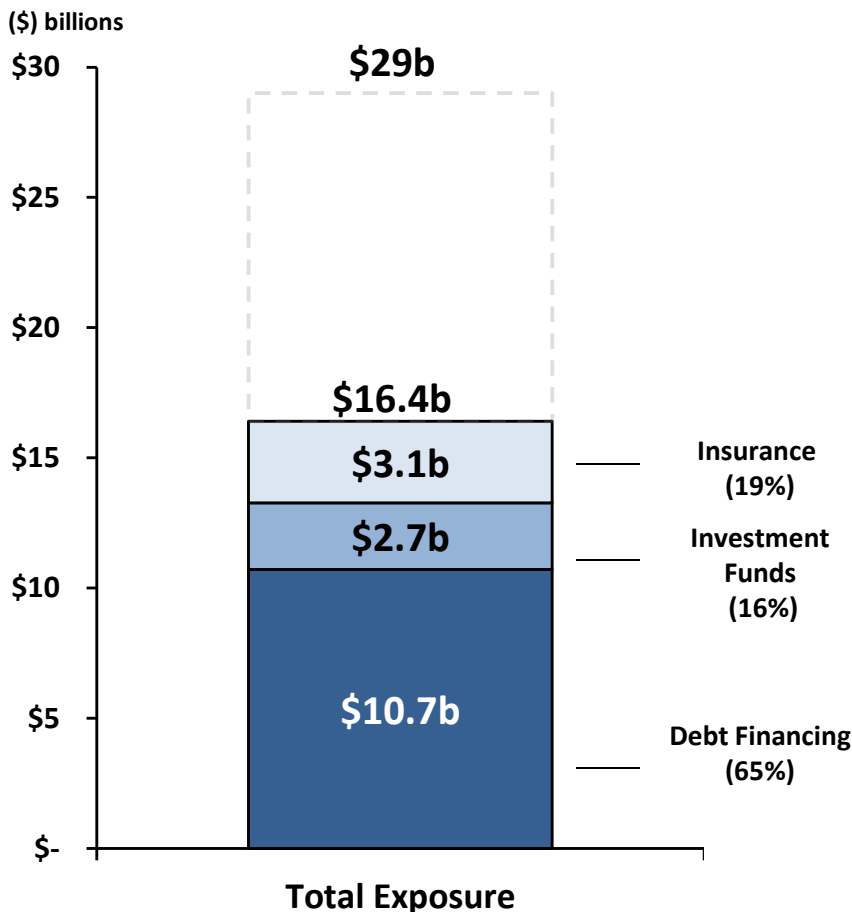 ($) billions
$30
$29b
$25
$20
$16.4b
$15
$3.1b
Insurance
(19%)
$2.7b
Investment
Funds
(16%)
$10
$10.7b
$5
Debt Financing
(65%)
$-
Total Exposure